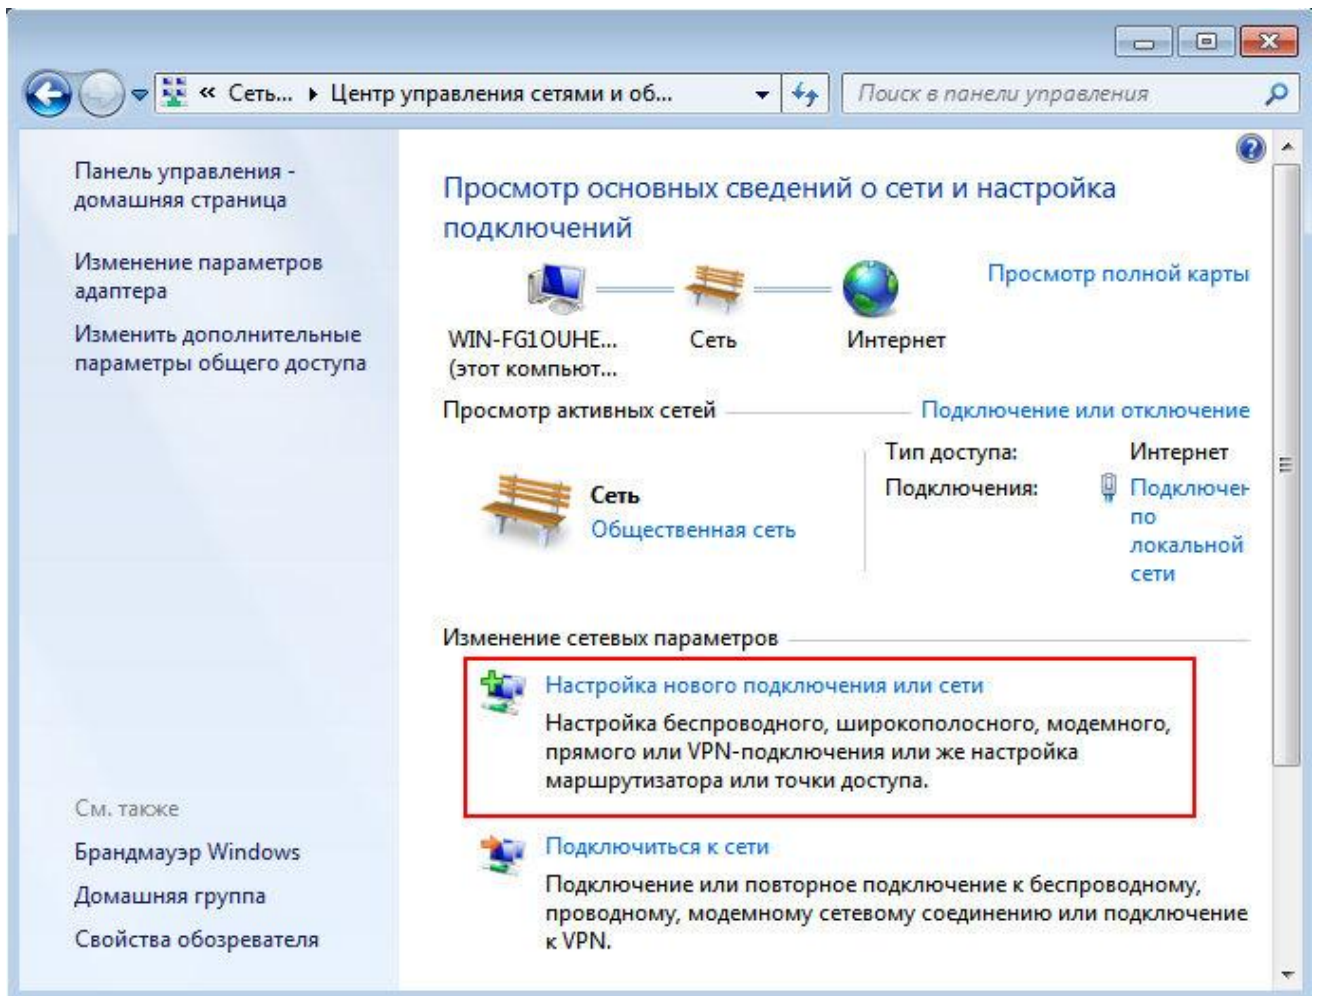 « Сеть... ▸ Центр управления сетями и об...
Поиск в панели управления
Панель управления -
домашняя страница
Изменение параметров
адаптера
Изменить дополнительные
параметры общего доступа
См. также
Брандмауэр Windows
Домашняя группа
Свойства обозревателя
Просмотр основных сведений о сети и настройка
подключений
Просмотр полной карты
WIN-FG1OUHE...
(этот компьют...
Сеть
Интернет
Просмотр активных сетей
Подключение или отключение
Сеть
Общественная сеть
Тип доступа:
Интернет
Подключения:
Подключен
по
локальной
сети
Изменение сетевых параметров
Настройка нового подключения или сети
Настройка беспроводного, широкополосного, модемного,
прямого или VPN-подключения или же настройка
маршрутизатора или точки доступа.
Подключиться к сети
Подключение или повторное подключение к беспроводному,
проводному, модемному сетевому соединению или подключение
к VPN.